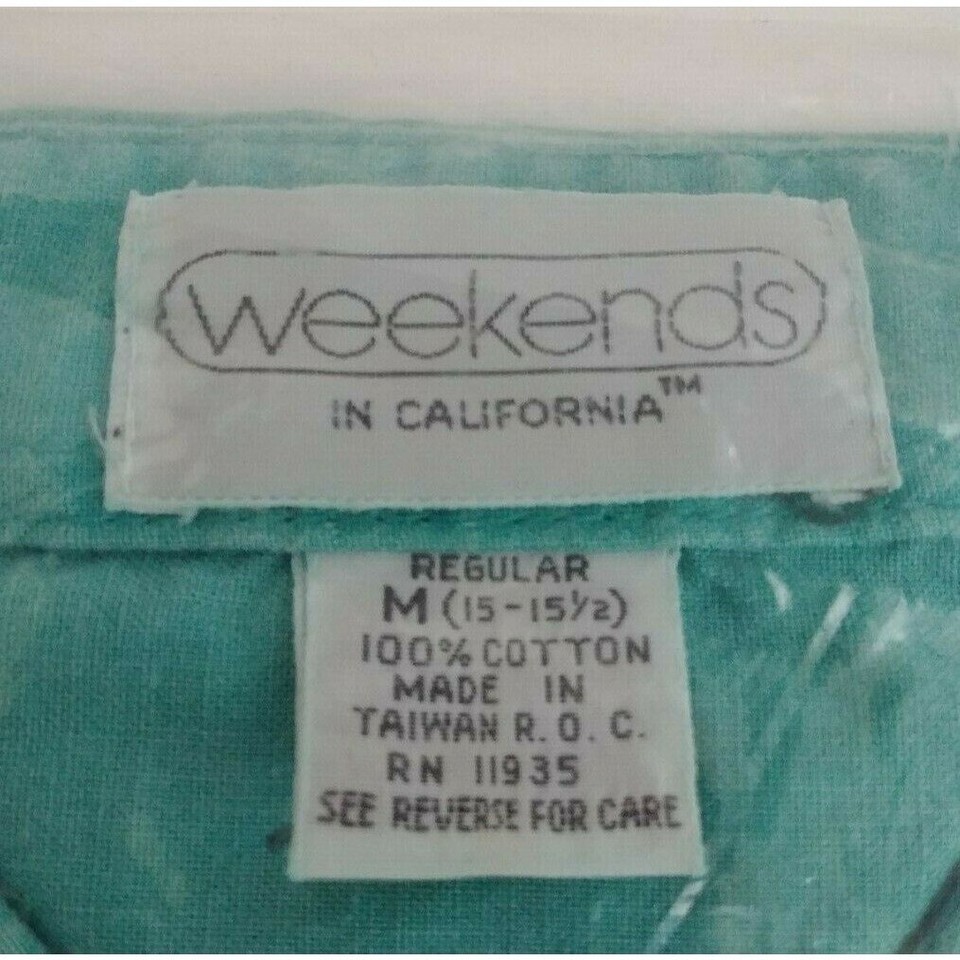 weekends
IN CALIFORNIA™
REGULAR
M (15-15½)
100% COTTON
MADE IN
TAIWAN R.O.C.
RN 11935
SEE REVERSE FOR CARE